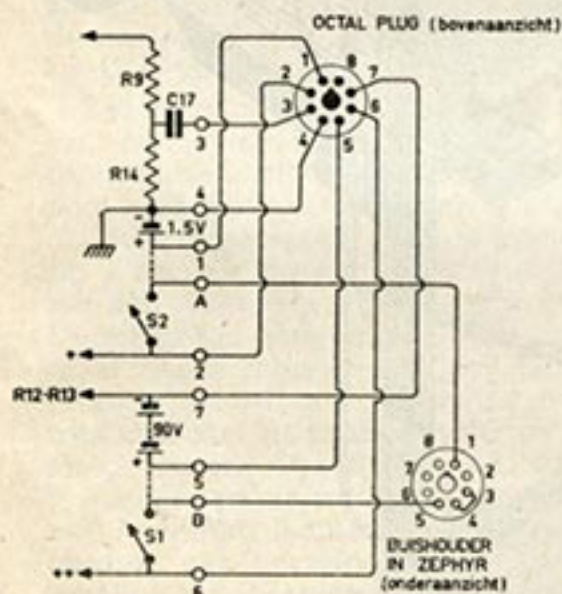 OCTAL PLUG (bovenaanzicht)
1
8
2
7
3
6
4
5
R9
C17
3
R14
4
-
1.5V
+
1
A
S2
+
2
R12-R13
7
-
90V
+
5
B
S1
++
6
8
1
7
2
6
3
5
4
BUISHOUDER
IN ZEPHYR
(onderaanzicht)